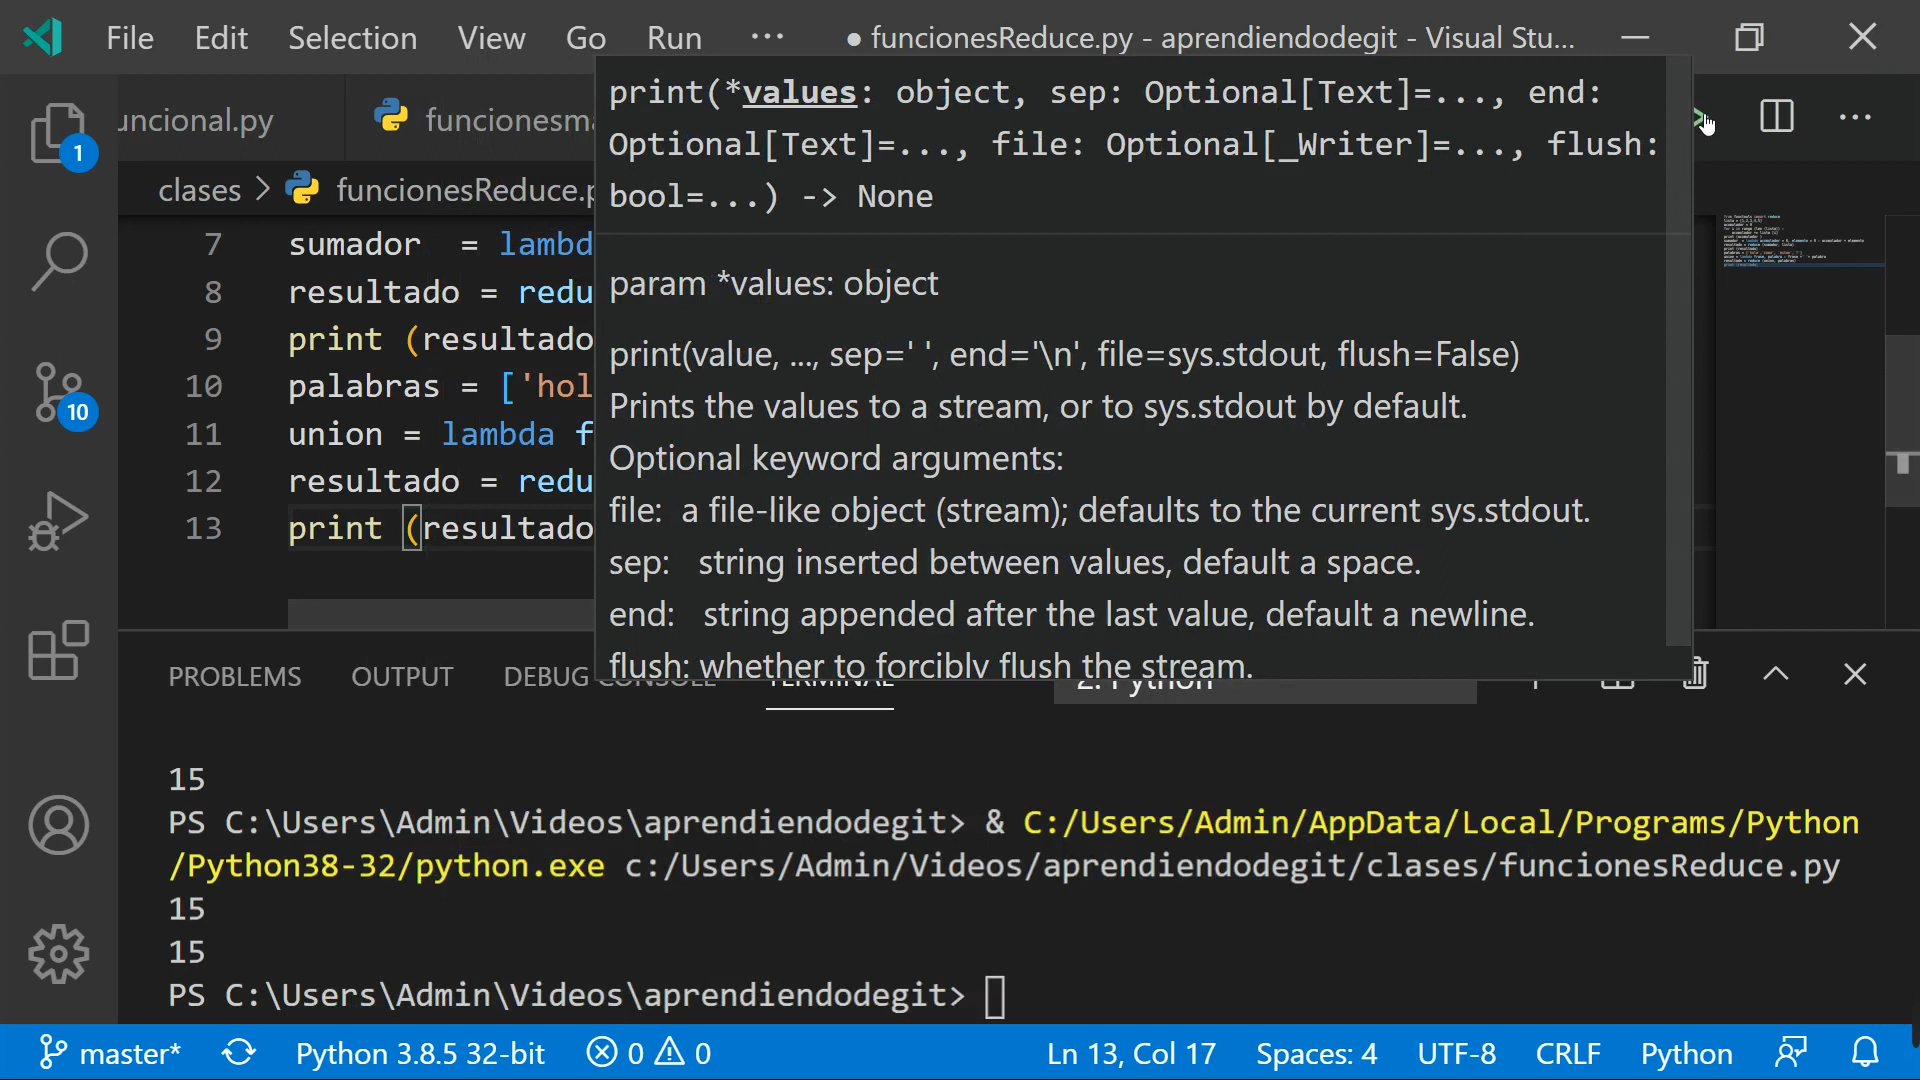 File Edit Selection View Go Run ··· ● funcionesReduce.py - aprendiendodegit - Visual Stu...
uncional.py funcionesm
clases > funcionesReduce.p
print(*values: object, sep: Optional[Text]=..., end:
Optional[Text]=..., file: Optional[_Writer]=..., flush:
bool=...) -> None
param *values: object
print(value, ..., sep=' ', end='\n', file=sys.stdout, flush=False)
Prints the values to a stream, or to sys.stdout by default.
Optional keyword arguments:
file: a file-like object (stream); defaults to the current sys.stdout.
sep: string inserted between values, default a space.
end: string appended after the last value, default a newline.
flush: whether to forcibly flush the stream.
7 sumador = lambd
8 resultado = redu
9 print (resultado
10 palabras = ['hol
11 union = lambda f
12 resultado = redu
13 print (resultado
1
10
PROBLEMS OUTPUT DEBUG CONSOLE TERMINAL 2: Python
15
PS C:\Users\Admin\Videos\aprendiendodegit> & C:/Users/Admin/AppData/Local/Programs/Python
/Python38-32/python.exe c:/Users/Admin/Videos/aprendiendodegit/clases/funcionesReduce.py
15
15
PS C:\Users\Admin\Videos\aprendiendodegit>
master* Python 3.8.5 32-bit 0 0 Ln 13, Col 17 Spaces: 4 UTF-8 CRLF Python